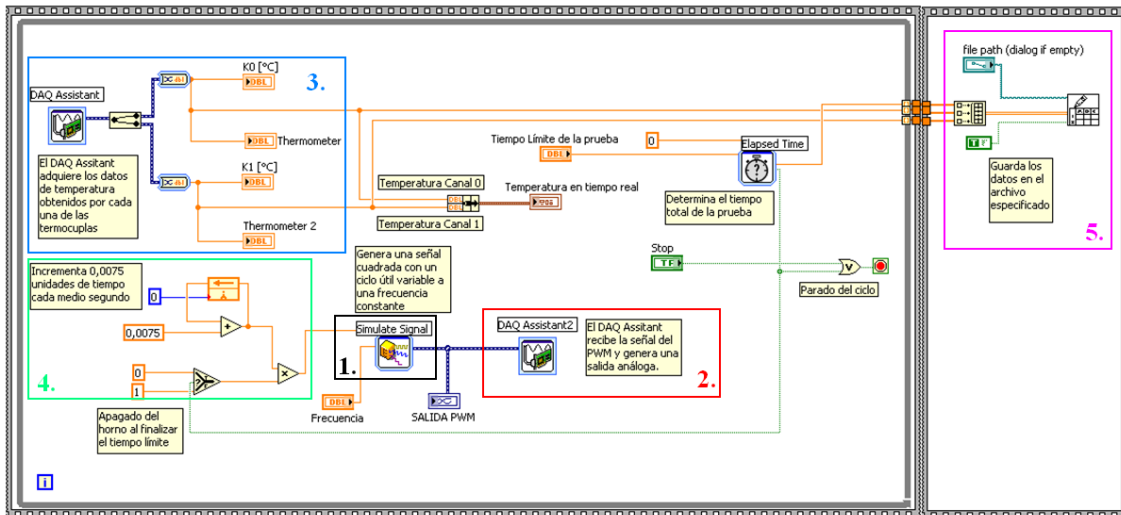 K0 [°C]
DBL
3.
DAQ Assistant
Thermometer
DBL
El DAQ Assitant
adquiere los datos
de temperatura
obtenidos por cada
una de las
termocuplas
K1 [°C]
DBL
Thermometer 2
DBL
Temperatura Canal 0
Temperatura Canal 1
Temperatura en tiempo real
Tiempo Límite de la prueba
DBL
0
Elapsed Time
?
Determina el tiempo
total de la prueba
Stop
TF
V
Parado del ciclo
Incrementa 0,0075
unidades de tiempo
cada medio segundo
0
0,0075
+
4.
0
1
?
×
Apagado del
horno al finalizar
el tiempo límite
Genera una señal
cuadrada con un
ciclo útil variable a
una frecuencia
constante
Simulate Signal
1.
DBL
Frecuencia
SALIDA PWM
DAQ Assistant2
El DAQ Assitant
recibe la señal del
PWM y genera una
salida análoga.
2.
i
file path (dialog if empty)
T F
Guarda los
datos en el
archivo
especificado
5.